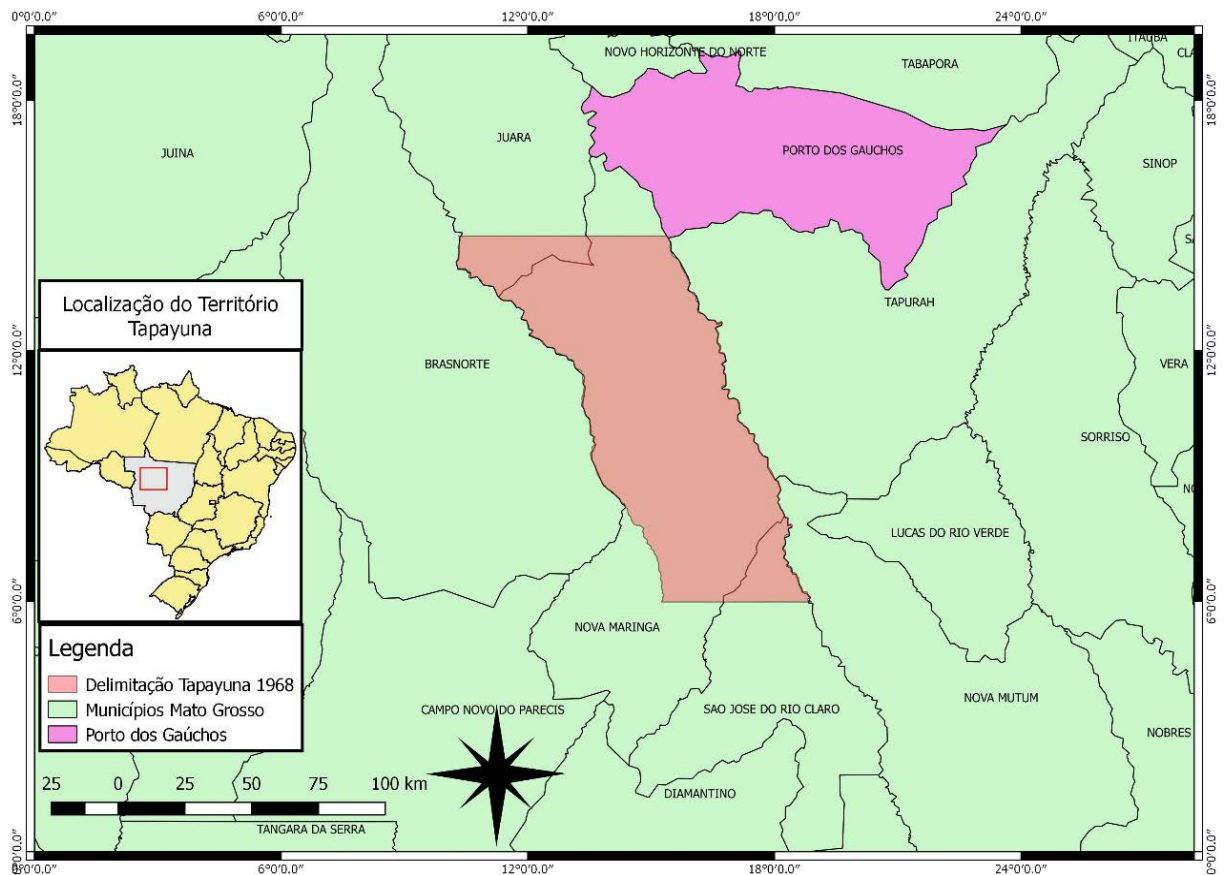 0°0'0.0" 6°0'0.0" 12°0'0.0" 18°0'0.0" 24°0'0.0"
ITAUBA
NOVO HORIZONTE DO NORTE
CLA
TABAPORA
18°0'0.0" 18°0'0.0"
JUARA
JUINA
PORTO DOS GAUCHOS
SINOP
SA
Localização do Território
Tapayuna
TAPURAH
12°0'0.0" 12°0'0.0"
BRASNORTE
VERA
SORRISO
NO
LUCAS DO RIO VERDE
6°0'0.0" 6°0'0.0"
NOVA MARINGA
Legenda
Delimitação Tapayuna 1968
Municípios Mato Grosso
Porto dos Gaúchos
NOVA MUTUM
CAMPO NOVO DO PARECIS
SAO JOSE DO RIO CLARO
NOBRES
25 0 25 50 75 100 km
DIAMANTINO
TANGARA DA SERRA
0°0'0.0" 0°0'0.0"
0°0'0.0" 6°0'0.0" 12°0'0.0" 18°0'0.0" 24°0'0.0"